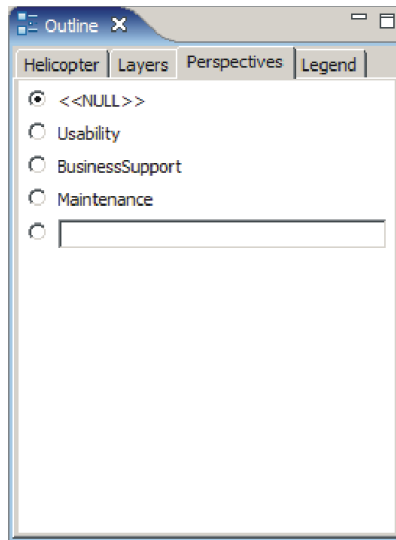 Outline
Helicopter Layers Perspectives Legend
<<NULL>>
Usability
BusinessSupport
Maintenance